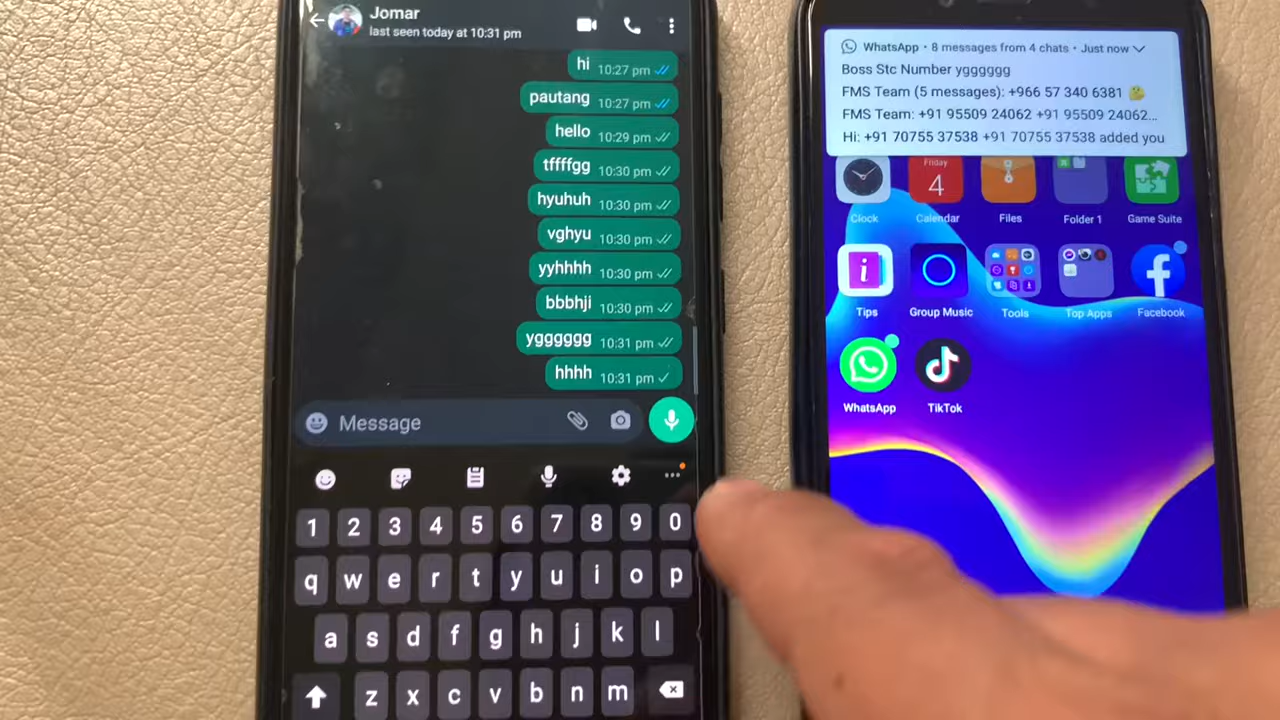 Jomar
last seen today at 10:31 pm
hi 10:27 pm
pautang 10:27 pm
hello 10:29 pm
tffffgg 10:30 pm
hyuhuh 10:30 pm
vghyu 10:30 pm
yyhhhh 10:30 pm
bbbhji 10:30 pm
ygggggg 10:31 pm
hhhh 10:31 pm
Message
1 2 3 4 5 6 7 8 9 0
q w e r t y u i o p
a s d f g h j k l
z x c v b n m
WhatsApp • 8 messages from 4 chats • Just now
Boss Stc Number ygggggg
FMS Team (5 messages): +966 57 340 6381 🤔
FMS Team: +91 95509 24062 +91 95509 24062...
Hi: +91 70755 37538 +91 70755 37538 added you
Friday
4
Clock Calendar Files Folder 1 Game Suite
Tips Group Music Tools Top Apps Facebook
WhatsApp TikTok